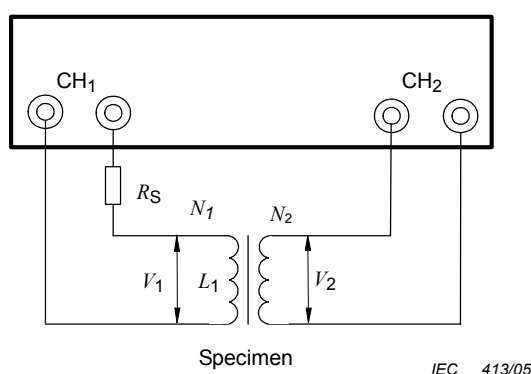 CH1 CH2
RS
N1 N2
V1 L1 V2
Specimen
IEC 413/05